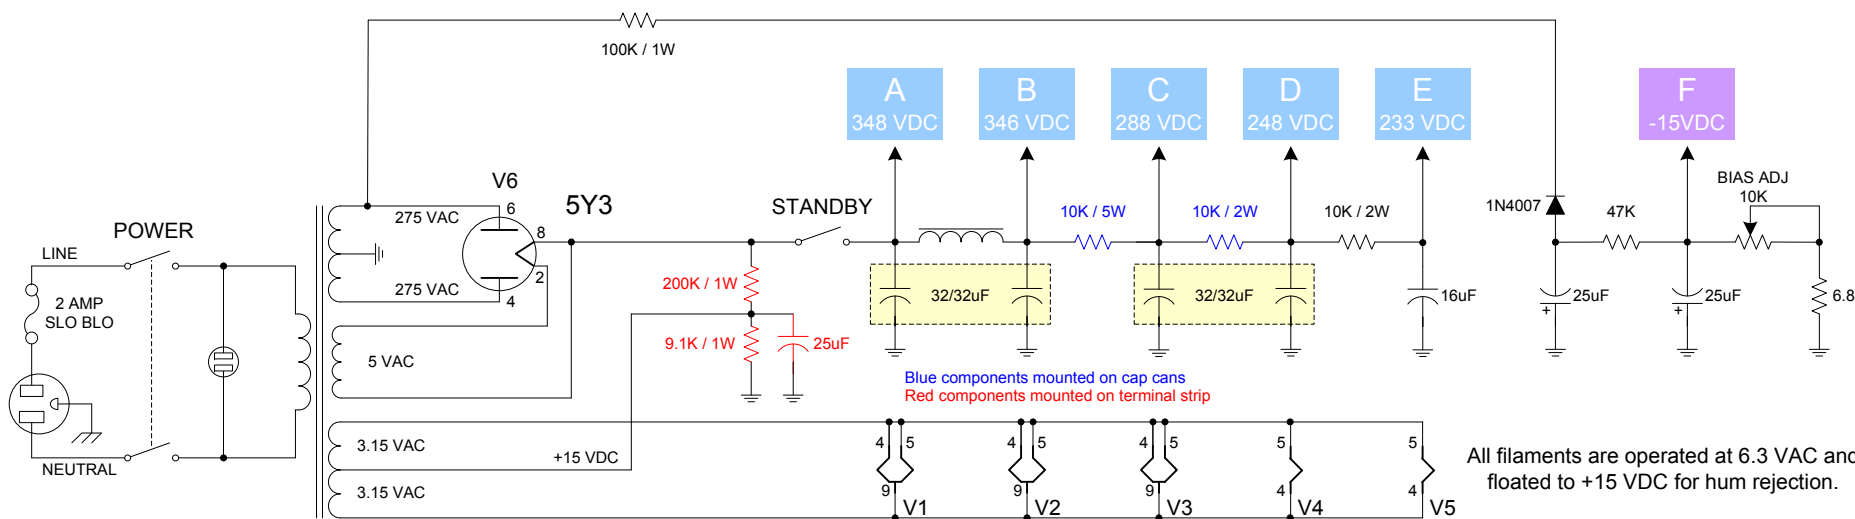 100K / 1W
A
348 VDC
B
346 VDC
C
288 VDC
D
248 VDC
E
233 VDC
F
-15VDC
V6
5Y3
STANDBY
POWER
LINE
2 AMP
SLO BLO
NEUTRAL
275 VAC
275 VAC
6
8
2
4
5 VAC
3.15 VAC
3.15 VAC
+15 VDC
200K / 1W
9.1K / 1W
25uF
10K / 5W
10K / 2W
10K / 2W
32/32uF
32/32uF
16uF
1N4007
47K
BIAS ADJ
10K
25uF
+
25uF
+
6.8
Blue components mounted on cap cans
Red components mounted on terminal strip
4 5
9
V1
4 5
9
V2
4 5
9
V3
5
4
V4
5
4
V5
All filaments are operated at 6.3 VAC and
floated to +15 VDC for hum rejection.